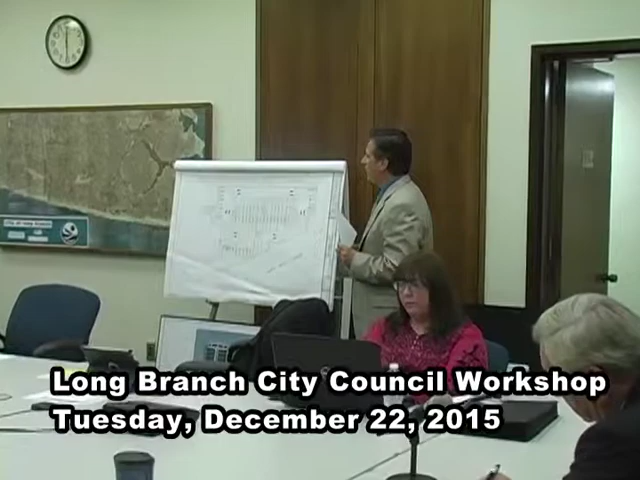 Long Branch City Council Workshop
Tuesday, December 22, 2015